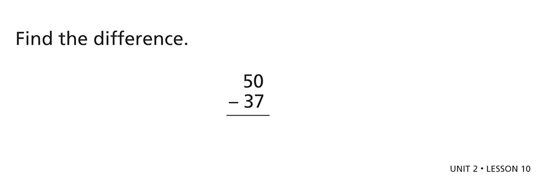 Find the difference.
50
– 37
UNIT 2 • LESSON 10